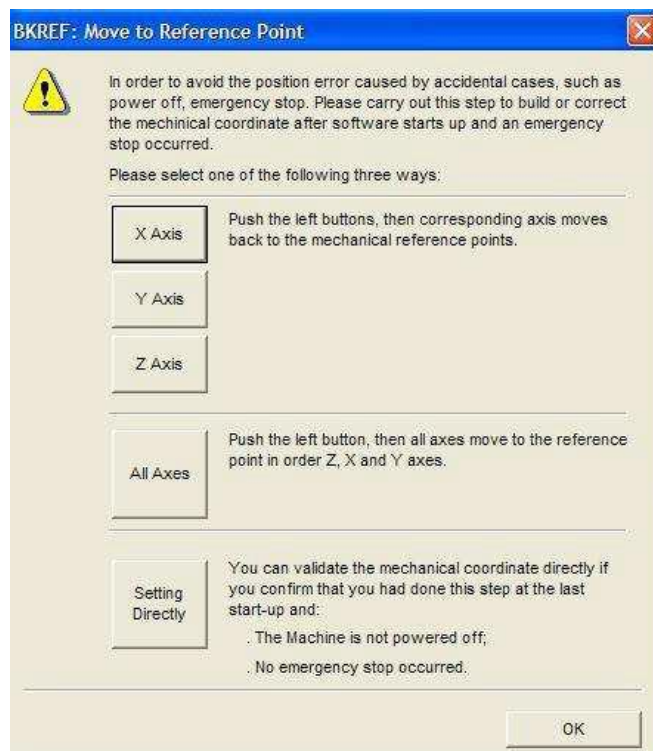 BKREF: Move to Reference Point
In order to avoid the position error caused by accidental cases, such as
power off, emergency stop. Please carry out this step to build or correct
the mechinical coordinate after software starts up and an emergency
stop occurred.
Please select one of the following three ways:
X Axis
Push the left buttons, then corresponding axis moves
back to the mechanical reference points.
Y Axis
Z Axis
All Axes
Push the left button, then all axes move to the reference
point in order Z, X and Y axes.
Setting
Directly
You can validate the mechanical coordinate directly if
you confirm that you had done this step at the last
start-up and:
. The Machine is not powered off;
. No emergency stop occurred.
OK